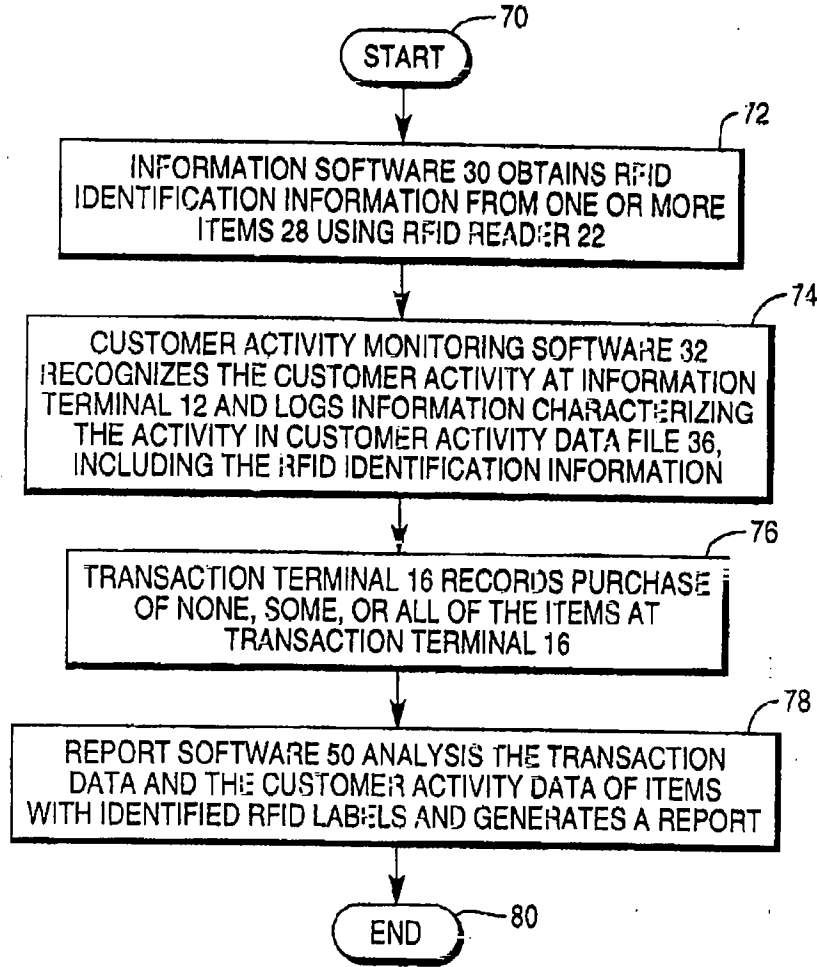 70
START
72
INFORMATION SOFTWARE 30 OBTAINS RFID
IDENTIFICATION INFORMATION FROM ONE OR MORE
ITEMS 28 USING RFID READER 22
74
CUSTOMER ACTIVITY MONITORING SOFTWARE 32
RECOGNIZES THE CUSTOMER ACTIVITY AT INFORMATION
TERMINAL 12 AND LOGS INFORMATION CHARACTERIZING
THE ACTIVITY IN CUSTOMER ACTIVITY DATA FILE 36,
INCLUDING THE RFID IDENTIFICATION INFORMATION
76
TRANSACTION TERMINAL 16 RECORDS PURCHASE
OF NONE, SOME, OR ALL OF THE ITEMS AT
TRANSACTION TERMINAL 16
78
REPORT SOFTWARE 50 ANALYSIS THE TRANSACTION
DATA AND THE CUSTOMER ACTIVITY DATA OF ITEMS
WITH IDENTIFIED RFID LABELS AND GENERATES A REPORT
80
END